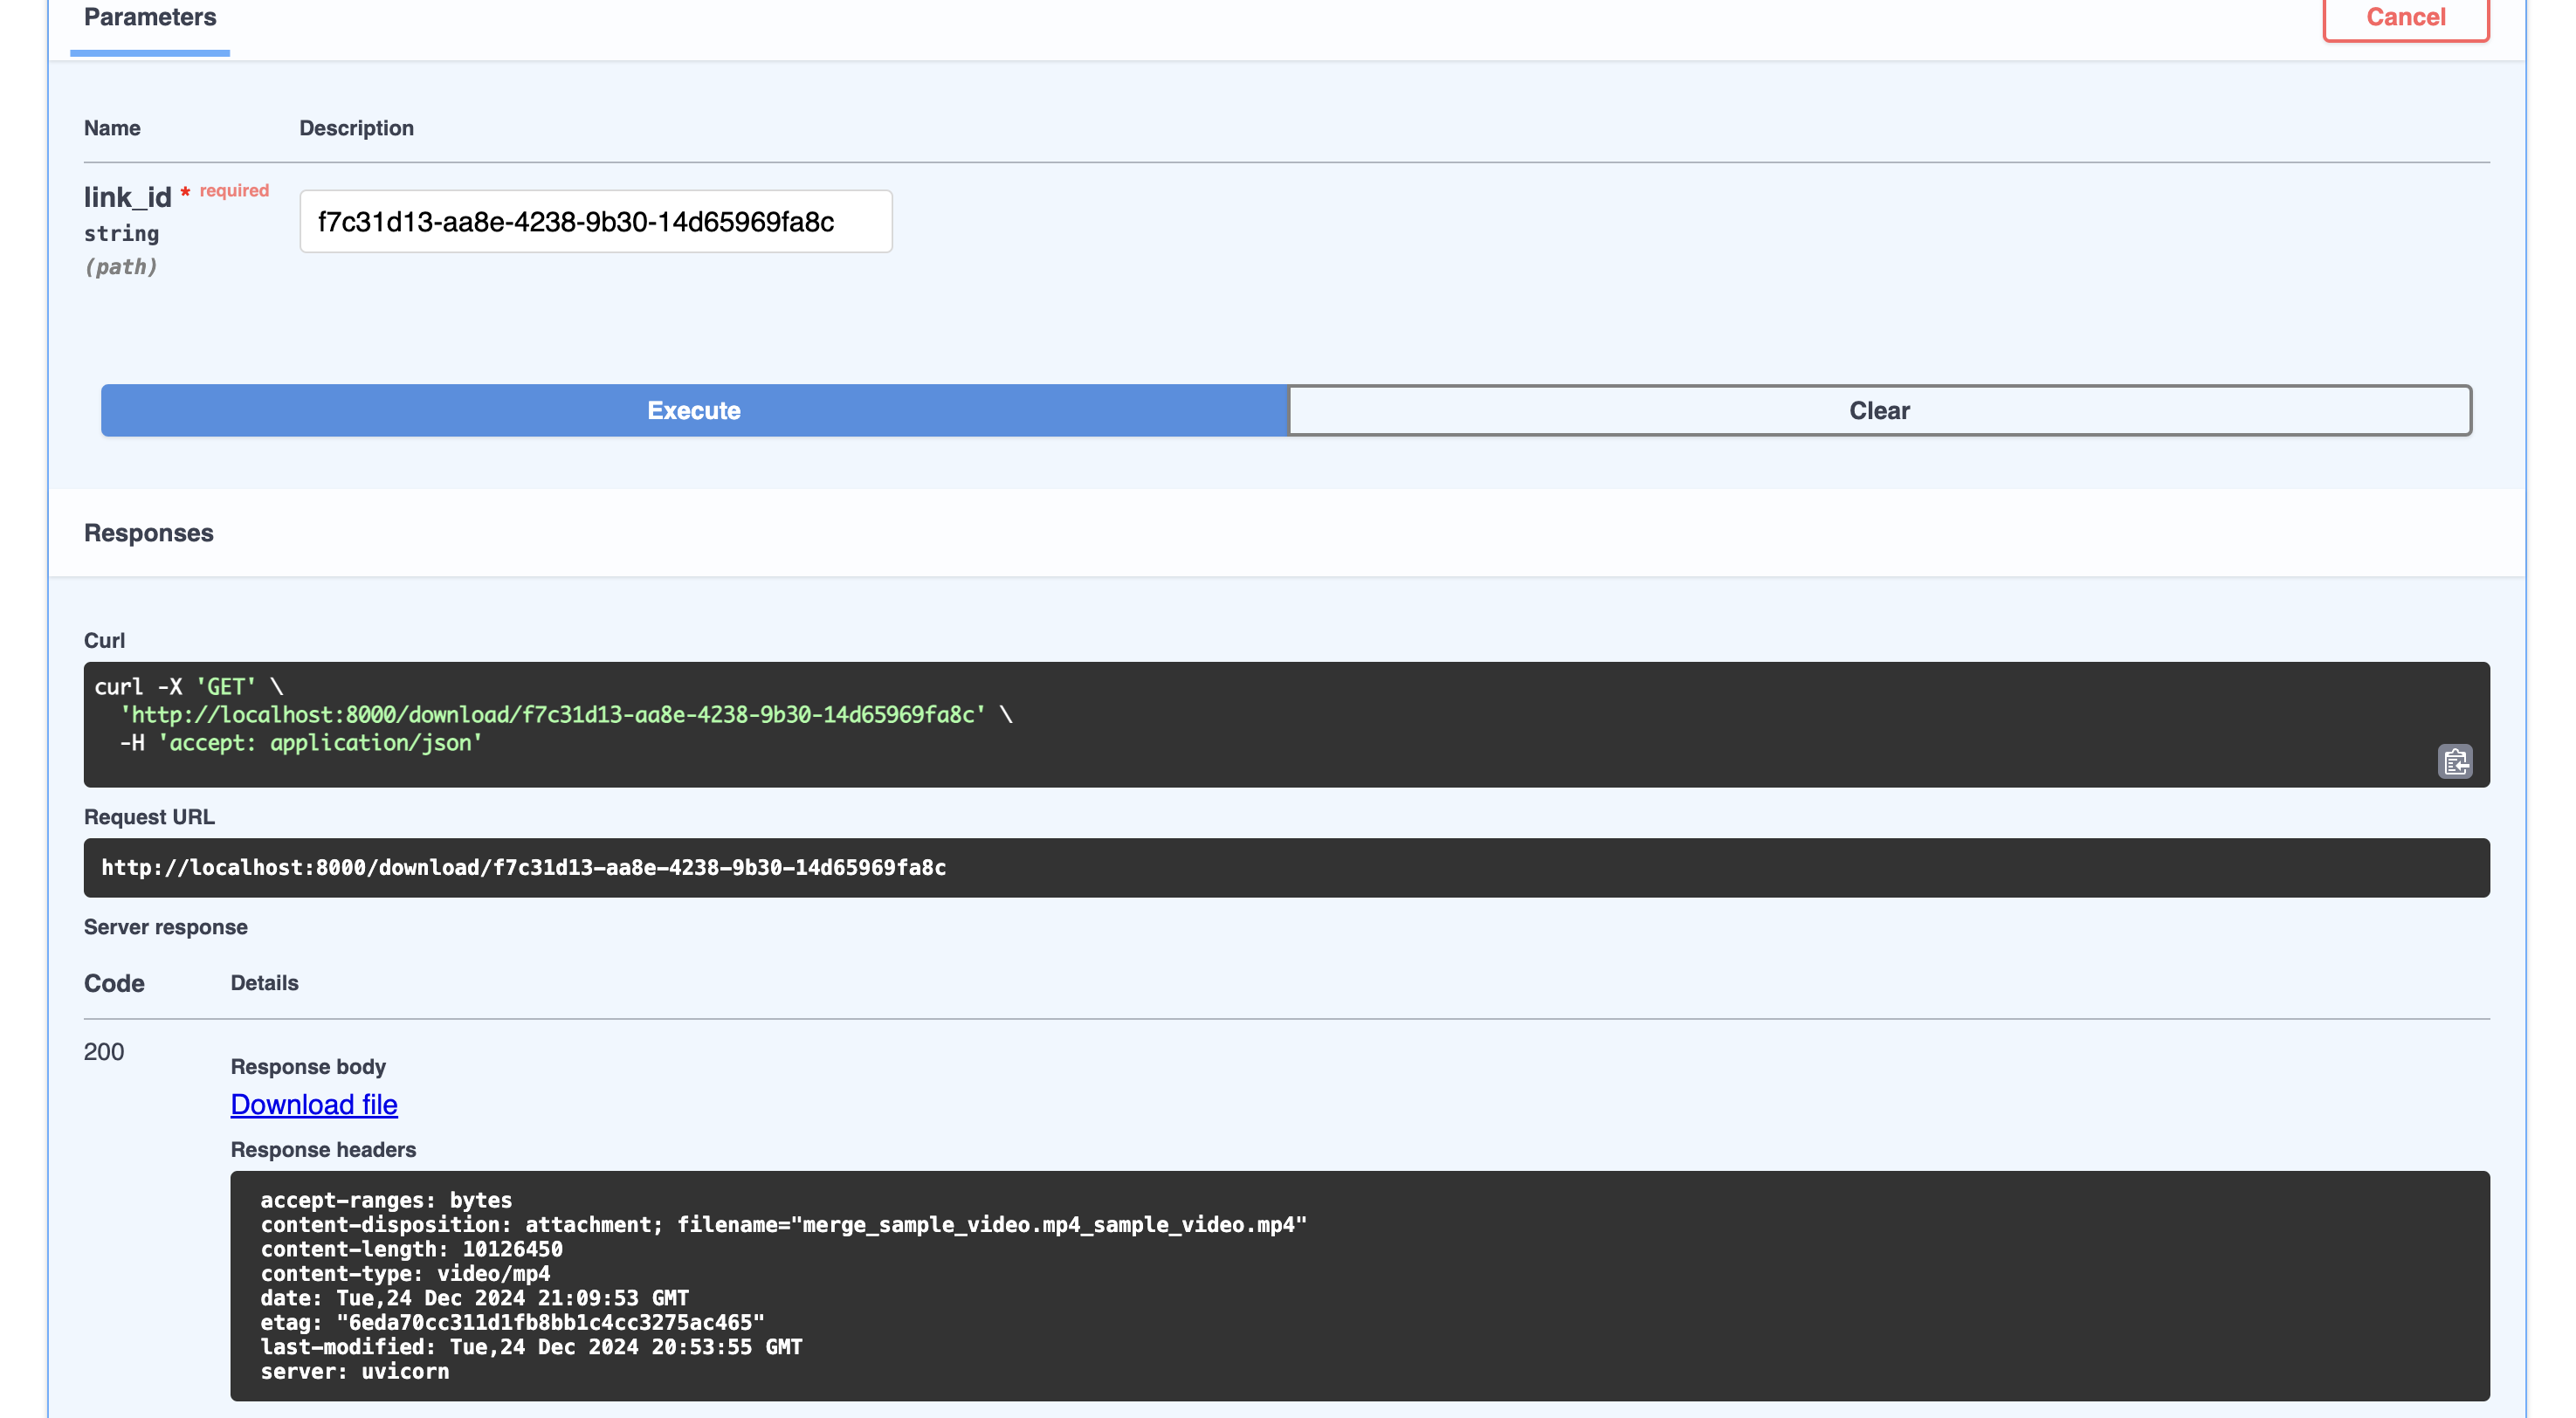 Parameters
Cancel
Name Description
link_id * required
f7c31d13-aa8e-4238-9b30-14d65969fa8c
string
(path)
Execute
Clear
Responses
Curl
curl -X 'GET' \
'http://localhost:8000/download/f7c31d13-aa8e-4238-9b30-14d65969fa8c' \
-H 'accept: application/json'
Request URL
http://localhost:8000/download/f7c31d13-aa8e-4238-9b30-14d65969fa8c
Server response
Code Details
200
Response body
Download file
Response headers
accept-ranges: bytes
content-disposition: attachment; filename="merge_sample_video.mp4_sample_video.mp4"
content-length: 10126450
content-type: video/mp4
date: Tue,24 Dec 2024 21:09:53 GMT
etag: "6eda70cc311d1fb8bb1c4cc3275ac465"
last-modified: Tue,24 Dec 2024 20:53:55 GMT
server: uvicorn